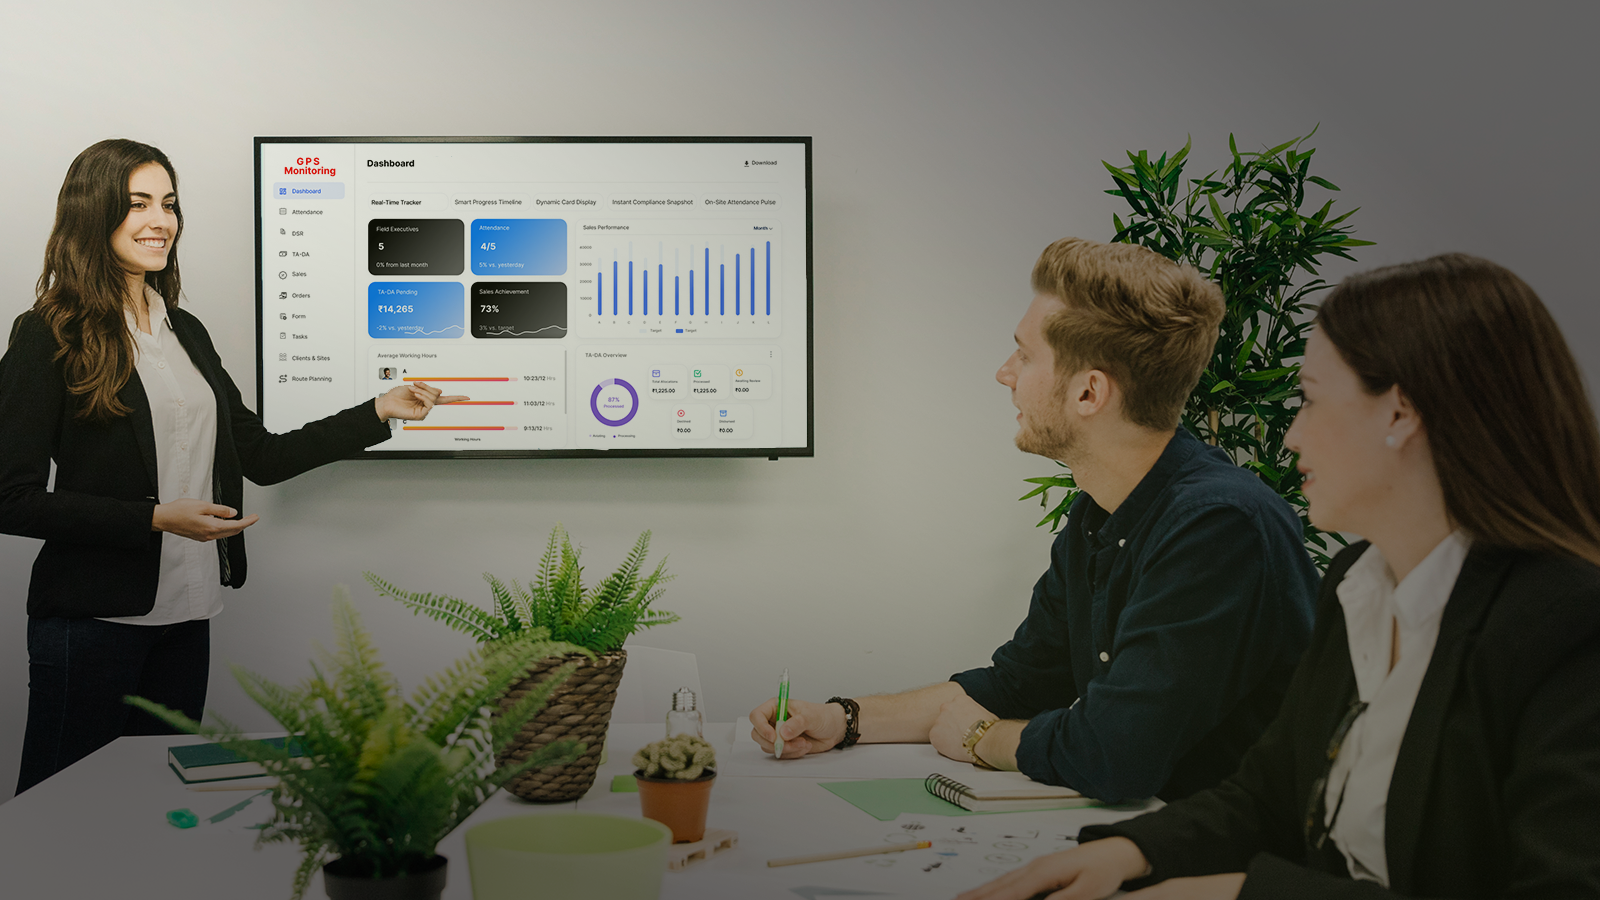 GPS
Monitoring
Dashboard
Attendance
DSR
TA-DA
Sales
Orders
Form
Tasks
Clients & Sites
Route Planning
Dashboard
Download
Real-Time Tracker
Smart Progress Timeline
Dynamic Card Display
Instant Compliance Snapshot
On-Site Attendance Pulse
Field Executives
5
0% from last month
Attendance
4/5
5% vs. yesterday
TA-DA Pending
₹14,265
-2% vs. yesterday
Sales Achievement
73%
3% vs. target
Sales Performance
Month
Target
Target
Average Working Hours
A
10:23/12 Hrs
11:03/12 Hrs
C
9:13/12 Hrs
Working Hours
TA-DA Overview
87%
Processed
₹1,225.00
Processed
₹1,225.00
₹0.00
₹0.00
₹0.00